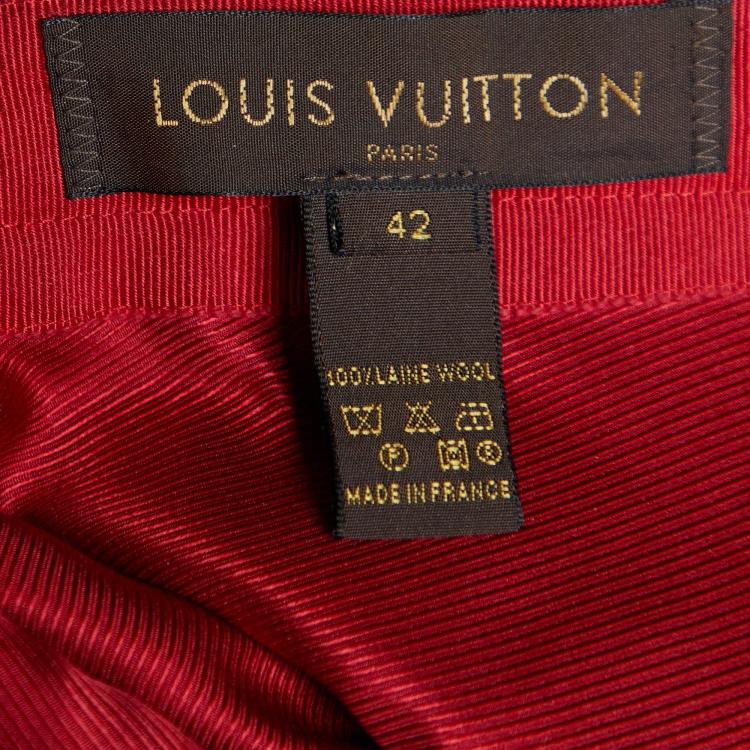 LOUIS VUITTON
PARIS
42
100% LAINE WOOL
P
MADE IN FRANCE